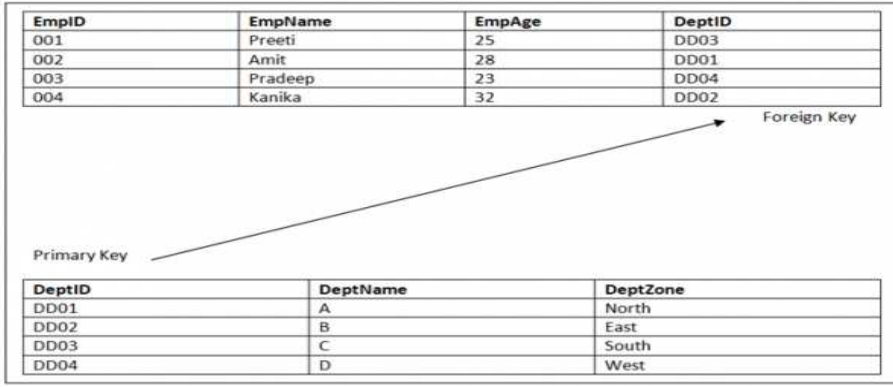 EmpID EmpName EmpAge DeptID
001 Preeti 25 DD03
002 Amit 28 DD01
003 Pradeep 23 DD04
004 Kanika 32 DD02
Foreign Key
Primary Key
DeptID DeptName DeptZone
DD01 A North
DD02 B East
DD03 C South
DD04 D West